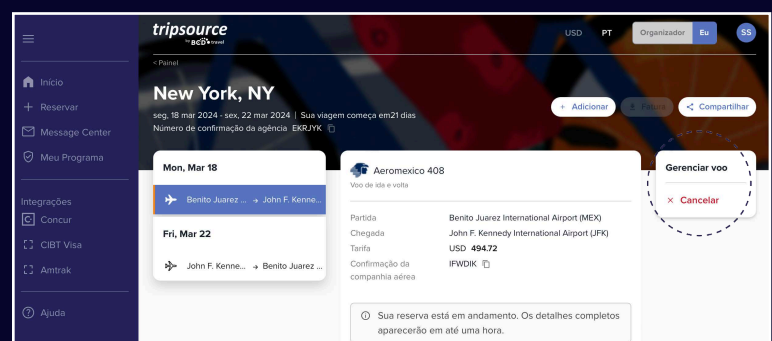 tripsource
by BCD travel
USD PT Organizador Eu SS
< Painel
New York, NY
seg, 18 mar 2024 - sex, 22 mar 2024 | Sua viagem começa em21 dias
Número de confirmação da agência EKRJYK
+ Adicionar Fatura Compartilhar
Início
Reservar
Message Center
Meu Programa
Integrações
C Concur
CIBT Visa
Amtrak
Ajuda
Mon, Mar 18
Benito Juarez ... → John F. Kenne...
Fri, Mar 22
John F. Kenne... → Benito Juarez ...
Aeromexico 408
Voo de ida e volta
Partida Benito Juarez International Airport (MEX)
Chegada John F. Kennedy International Airport (JFK)
Tarifa USD 494.72
Confirmação da IFWDIK
companhia aérea
Sua reserva está em andamento. Os detalhes completos
aparecerão em até uma hora.
Gerenciar voo
× Cancelar